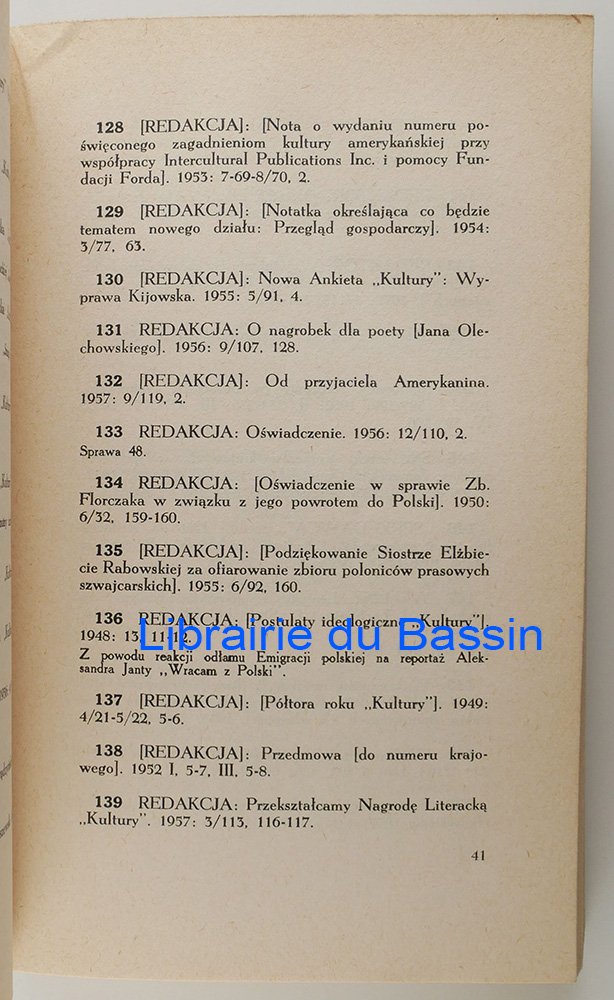 128 [REDAKCJA]: [Nota o wydaniu numeru po-
święconego zagadnieniom kultury amerykańskiej przy
współpracy Intercultural Publications Inc. i pomocy Fun-
dacji Forda]. 1953: 7-69-8/70, 2.
129 [REDAKCJA]: [Notatka określająca co będzie
tematem nowego działu: Przegląd gospodarczy]. 1954:
3/77, 63.
130 [REDAKCJA]: Nowa Ankieta „Kultury": Wy-
prawa Kijowska. 1955: 5/91, 4.
131 REDAKCJA: O nagrobek dla poety [Jana Ole-
chowskiego]. 1956: 9/107, 128.
132 [REDAKCJA]: Od przyjaciela Amerykanina.
1957: 9/119, 2.
133 REDAKCJA: Oświadczenie. 1956: 12/110, 2.
Sprawa 48.
134 REDAKCJA: [Oświadczenie w sprawie Zb.
Florczaka w związku z jego powrotem do Polski]. 1950:
6/32, 159-160.
135 [REDAKCJA]: [Podziękowanie Siostrze Elżbie-
cie Rabowskiej za ofiarowanie zbioru poloniców prasowych
szwajcarskich]. 1955: 6/92, 160.
136 REDAKCJA: [Postulaty ideologiczne „Kultury"].
1948: 13, 11-12.
Librairie du Bassin
Z powodu reakcji odłamu Emigracji polskiej na reportaż Alek-
sandra Janty „Wracam z Polski".
137 [REDAKCJA]: [Półtora roku „Kultury"]. 1949:
4/21-5/22, 5-6.
138 [REDAKCJA]: Przedmowa [do numeru krajo-
wego]. 1952 I, 5-7, III, 5-8.
139 REDAKCJA: Przekształcamy Nagrodę Literacką
„Kultury". 1957: 3/113, 116-117.
41